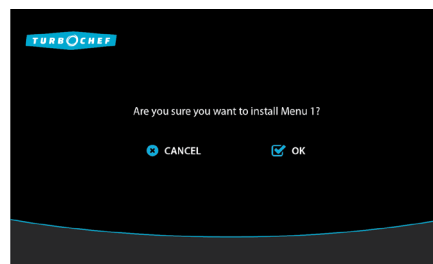 TURBOCHEF
Are you sure you want to install Menu 1?
CANCEL
OK